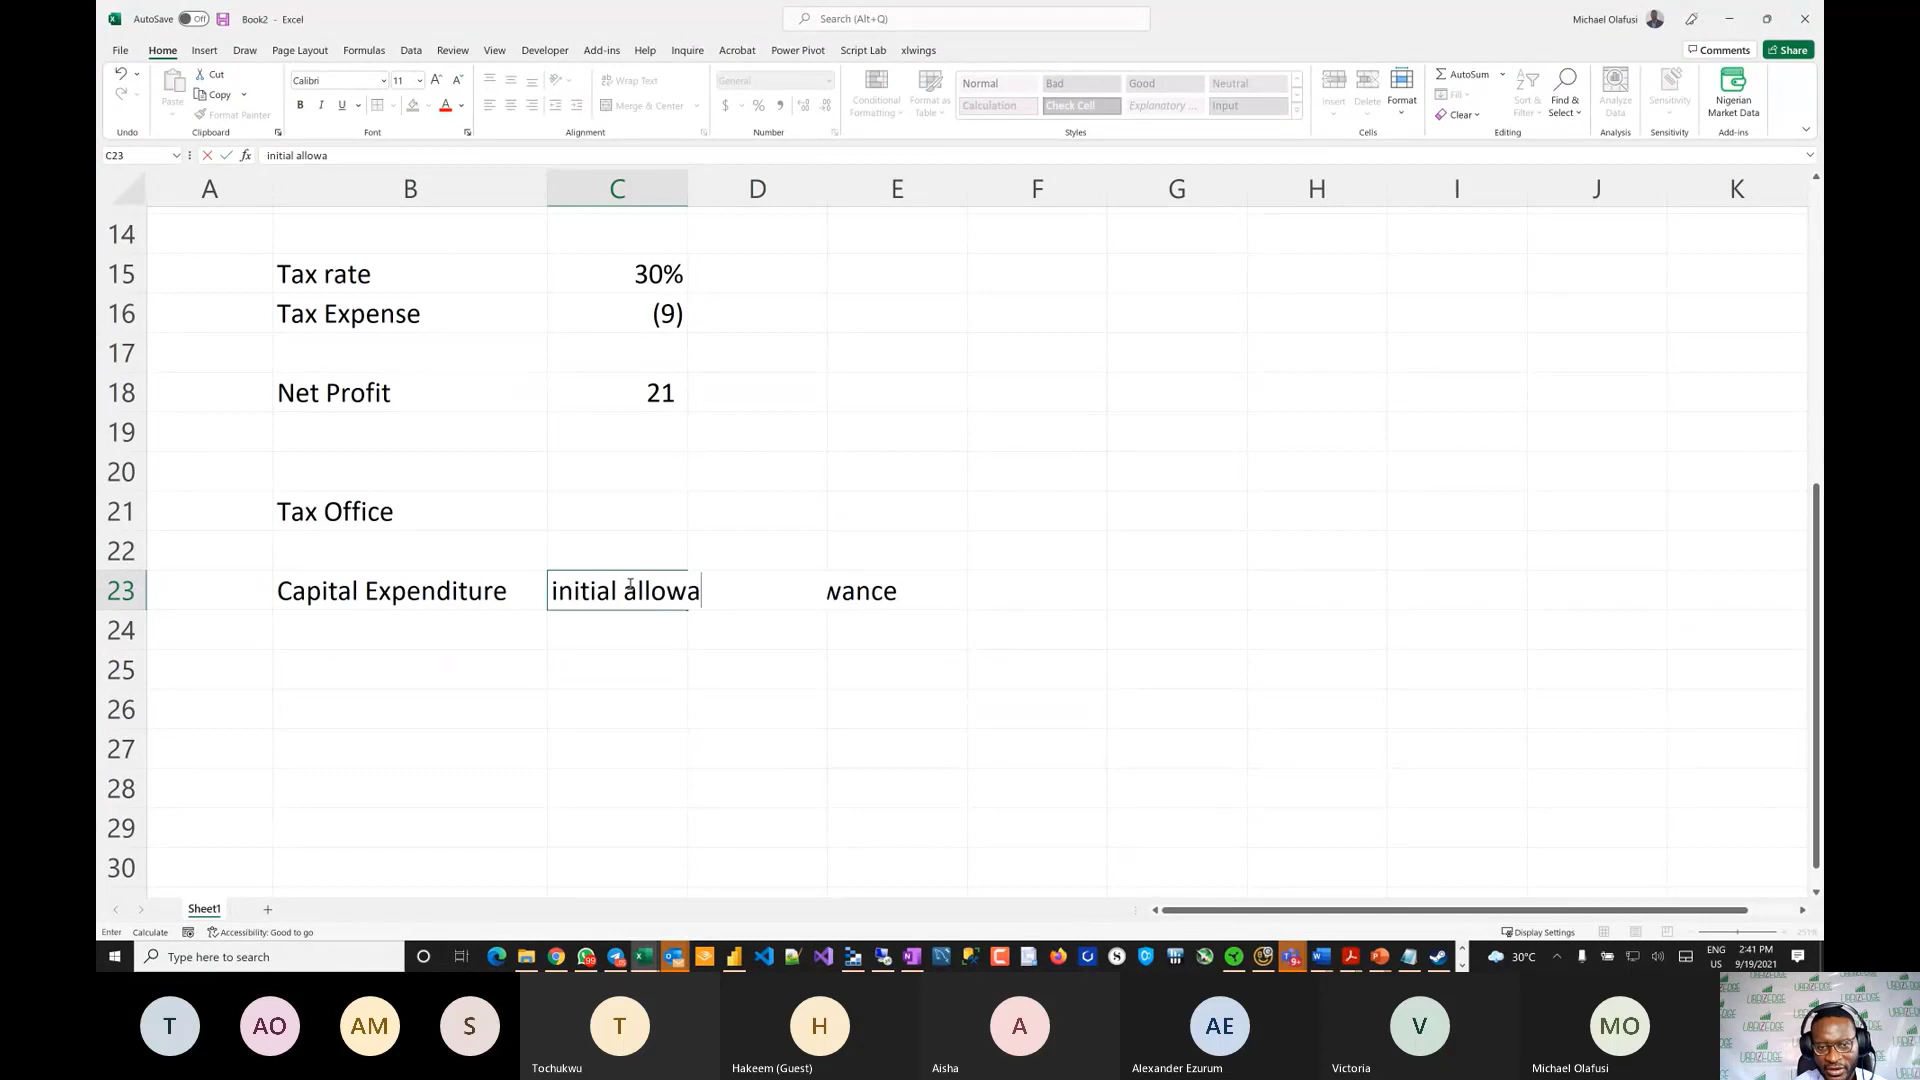 AutoSave Off Book2 - Excel Search (Alt+Q) Michael Olafusi
File Home Insert Draw Page Layout Formulas Data Review View Developer Add-ins Help Inquire Acrobat Power Pivot Script Lab xlwings Comments Share
Paste Cut Copy Format Painter
Calibri 11
Wrap Text Merge & Center
General
Conditional Formatting Format as Table
Normal Bad Good Neutral
Calculation Check Cell Explanatory ... Input
Insert Delete Format
AutoSum Fill Clear Sort & Filter Find & Select
Analyze Data Sensitivity Nigerian Market Data
Undo Clipboard Font Alignment Number Styles Cells Editing Analysis Sensitivity Add-ins
C23 fx initial allowa
A B C D E F G H I J K
14
15 Tax rate 30%
16 Tax Expense (9)
17
18 Net Profit 21
19
20
21 Tax Office
22
23 Capital Expenditure initial allowa wance
24
25
26
27
28
29
30
Sheet1
Enter Calculate Accessibility: Good to go Display Settings 251%
Type here to search 30°C ENG US 2:41 PM 9/19/2021
T AO AM S T H A AE V MO
Tochukwu Hakeem (Guest) Aisha Alexander Ezurum Victoria Michael Olafusi
URBIZEDGE